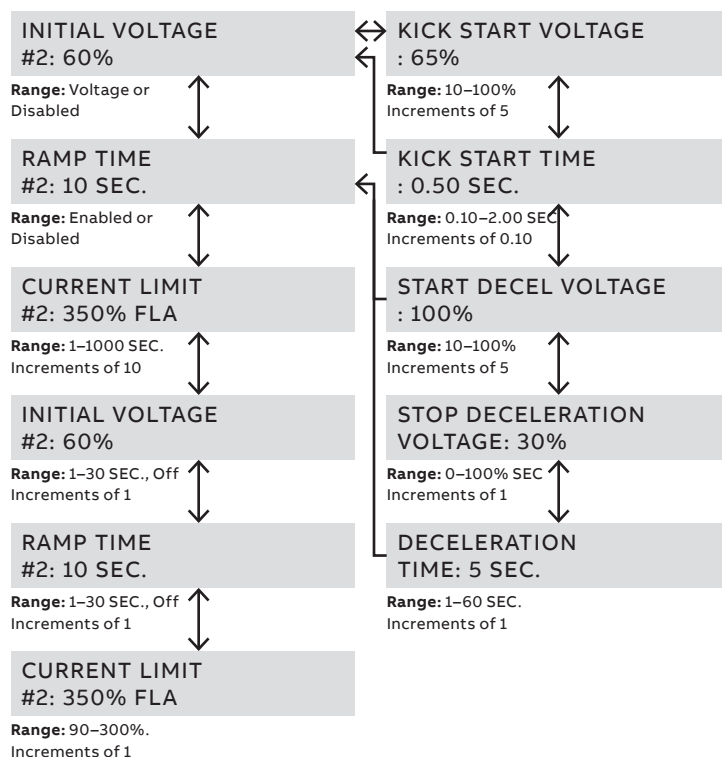 INITIAL VOLTAGE
#2: 60%
Range: Voltage or
Disabled
RAMP TIME
#2: 10 SEC.
Range: Enabled or
Disabled
CURRENT LIMIT
#2: 350% FLA
Range: 1–1000 SEC.
Increments of 10
INITIAL VOLTAGE
#2: 60%
Range: 1–30 SEC., Off
Increments of 1
RAMP TIME
#2: 10 SEC.
Range: 1–30 SEC., Off
Increments of 1
CURRENT LIMIT
#2: 350% FLA
Range: 90–300%.
Increments of 1
KICK START VOLTAGE
: 65%
Range: 10–100%
Increments of 5
KICK START TIME
: 0.50 SEC.
Range: 0.10–2.00 SEC
Increments of 0.10
START DECEL VOLTAGE
: 100%
Range: 10–100%
Increments of 5
STOP DECELERATION
VOLTAGE: 30%
Range: 0–100% SEC
Increments of 1
DECELERATION
TIME: 5 SEC.
Range: 1–60 SEC.
Increments of 1